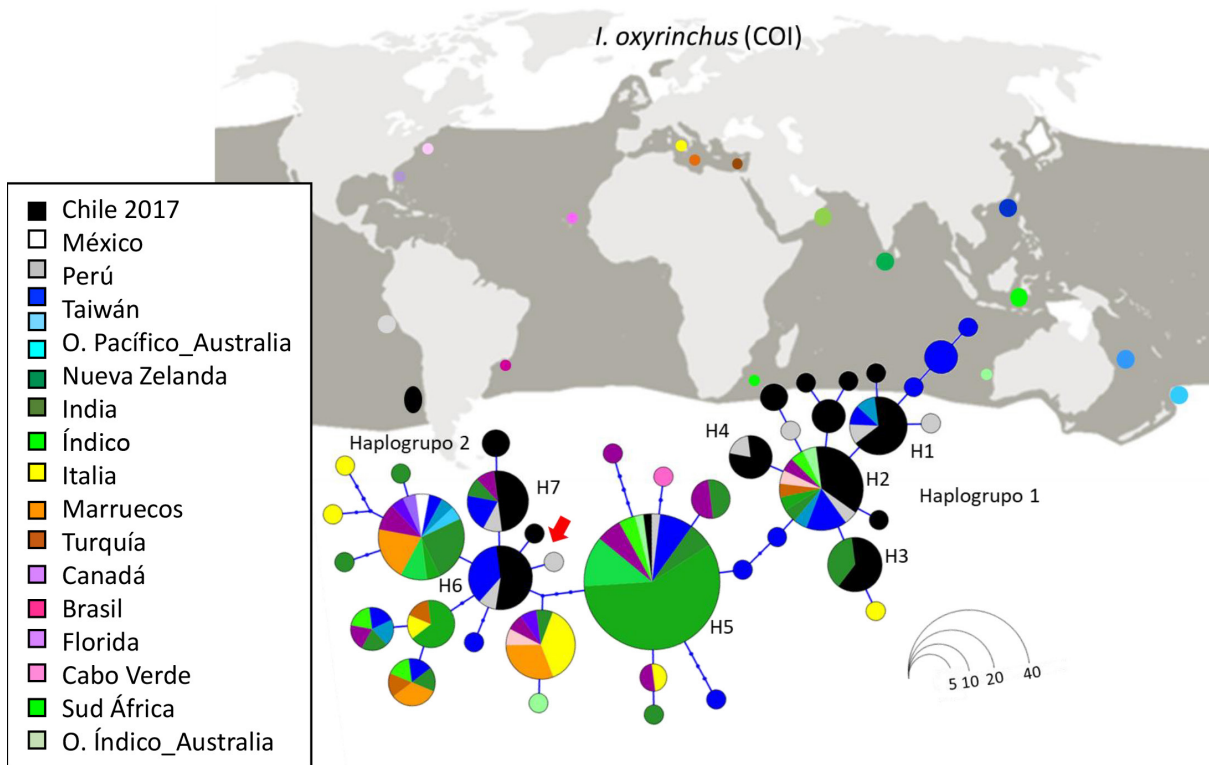 I. oxyrinchus (COI)
Chile 2017
México
Perú
Taiwán
O. Pacífico_Australia
Nueva Zelanda
India
Índico
Italia
Marruecos
Turquía
Canadá
Brasil
Florida
Cabo Verde
Sud África
O. Índico_Australia
Haplogrupo 2
H7
H6
H5
H4
H2
H1
Haplogrupo 1
H3
5 10 20 40